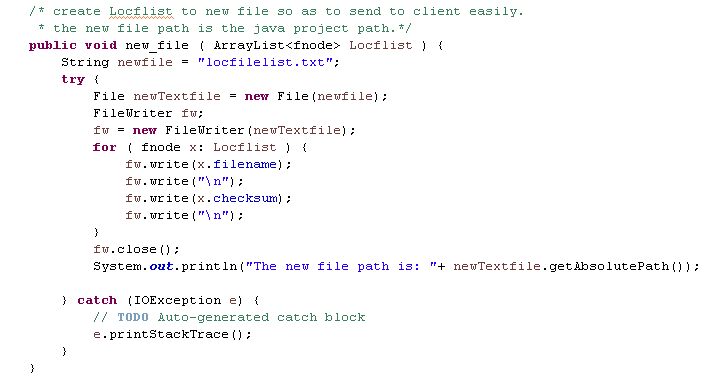 /* create Locflist to new file so as to send to client easily.
 * the new file path is the java project path.*/
public void new_file ( ArrayList<fnode> Locflist ) {
    String newfile = "locfilelist.txt";
    try {
        File newTextfile = new File(newfile);
        FileWriter fw;
        fw = new FileWriter(newTextfile);
        for ( fnode x: Locflist ) {
            fw.write(x.filename);
            fw.write("\n");
            fw.write(x.checksum);
            fw.write("\n");
        }
        fw.close();
        System.out.println("The new file path is: "+ newTextfile.getAbsolutePath());

    } catch (IOException e) {
        // TODO Auto-generated catch block
        e.printStackTrace();
    }
}